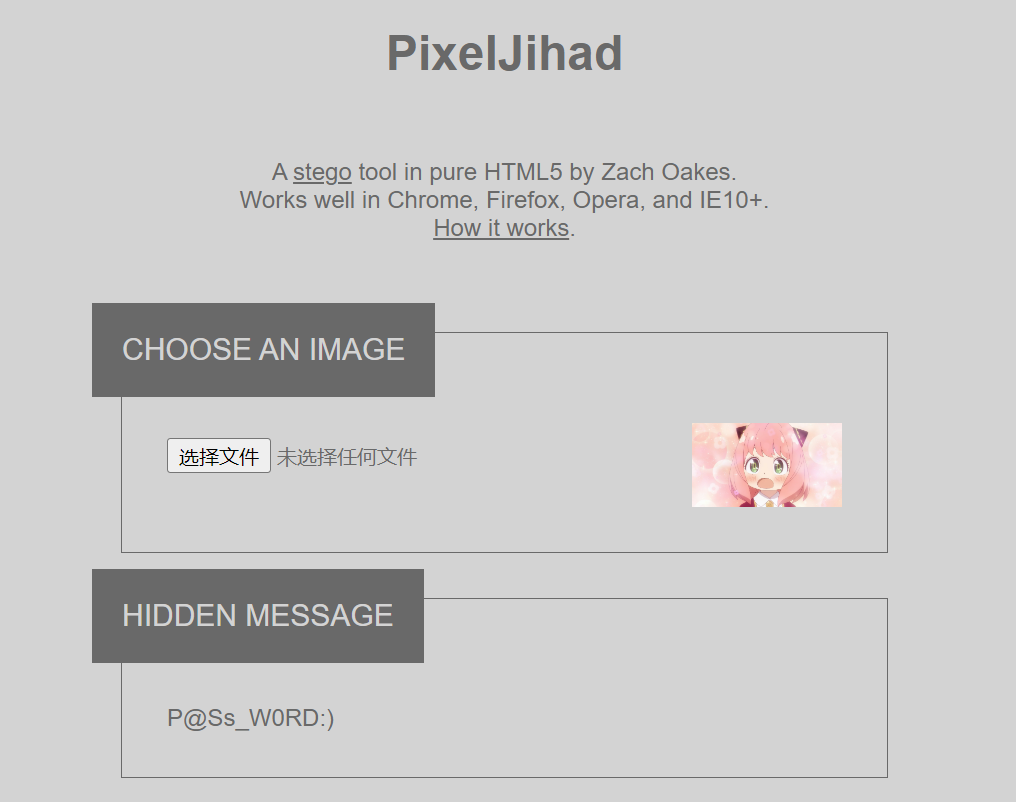 PixelJihad
A stego tool in pure HTML5 by Zach Oakes.
Works well in Chrome, Firefox, Opera, and IE10+.
How it works.
CHOOSE AN IMAGE
选择文件 未选择任何文件
HIDDEN MESSAGE
P@Ss_W0RD:)